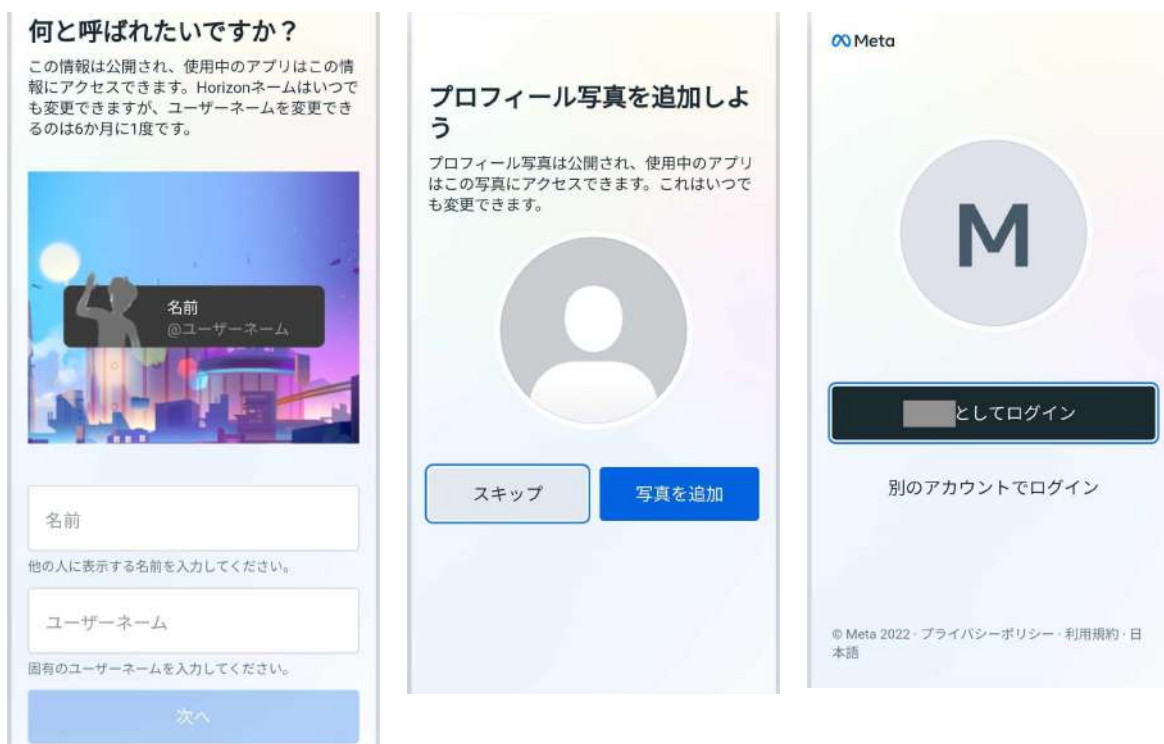 何と呼ばれたいですか？
この情報は公開され、使用中のアプリはこの情
報にアクセスできます。Horizonネームはいつで
も変更できますが、ユーザーネームを変更でき
るのは6か月に1度です。
名前
@ユーザーネーム
名前
他の人に表示する名前を入力してください。
ユーザーネーム
固有のユーザーネームを入力してください。
次へ
プロフィール写真を追加しよ
う
プロフィール写真は公開され、使用中のアプリ
はこの写真にアクセスできます。これはいつで
も変更できます。
スキップ
写真を追加
Meta
M
としてログイン
別のアカウントでログイン
© Meta 2022 · プライバシーポリシー · 利用規約 · 日
本語